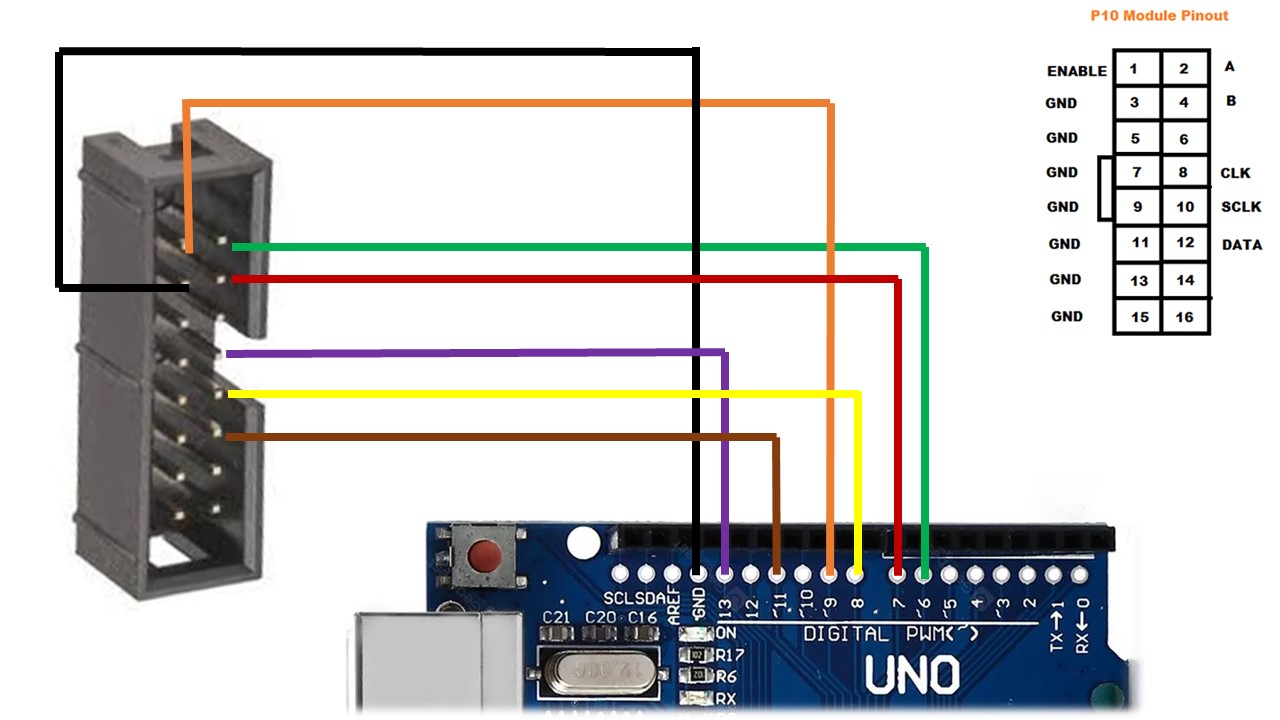 P10 Module Pinout
ENABLE 1 2 A
GND 3 4 B
GND 5 6
GND 7 8 CLK
GND 9 10 SCLK
GND 11 12 DATA
GND 13 14
GND 15 16
SCL SDA AREF GND 13 12 ~11 ~10 ~9 8 7 ~6 ~5 4 ~3 2 TX→1 RX←0
C21 C20 C16 ON DIGITAL PWM(~)
R17
R6
UNO
RX